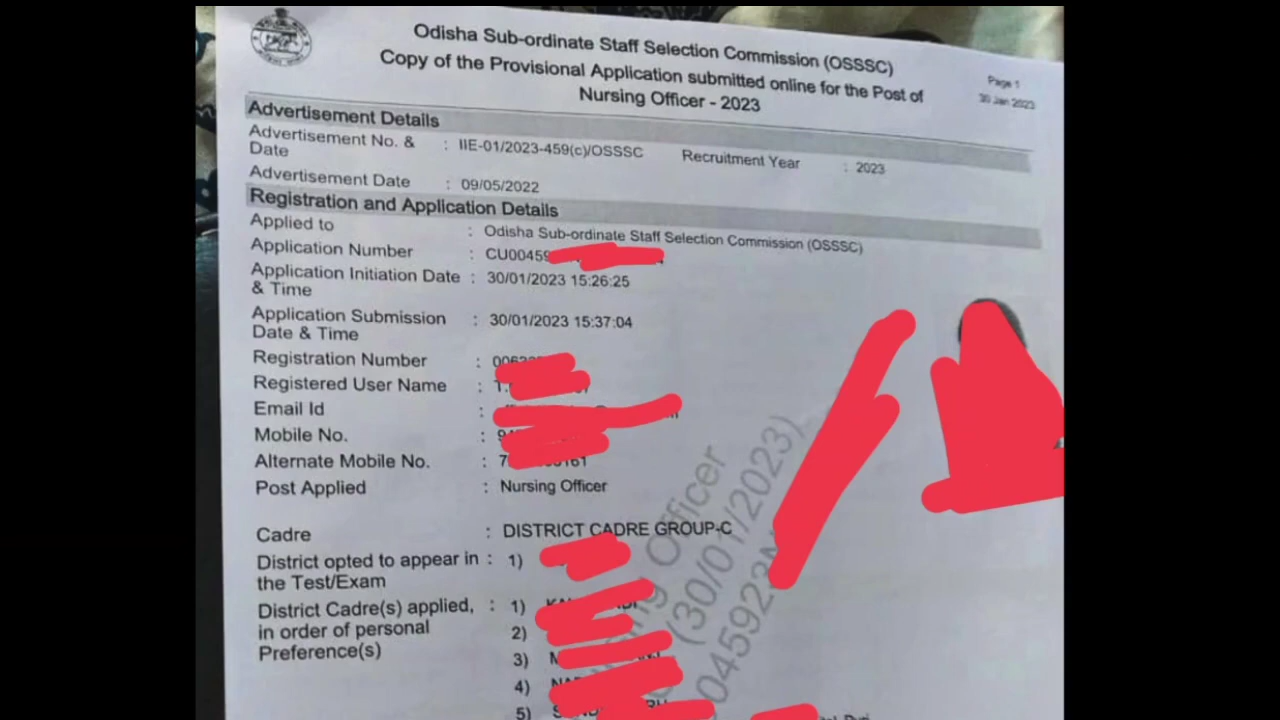 Odisha Sub-ordinate Staff Selection Commission (OSSSC)
Copy of the Provisional Application submitted online for the Post of
Nursing Officer - 2023
Page 1
30 Jan 2023
Advertisement Details
Advertisement No. & Date : IIE-01/2023-459(c)/OSSSC Recruitment Year : 2023
Advertisement Date : 09/05/2022
Registration and Application Details
Applied to : Odisha Sub-ordinate Staff Selection Commission (OSSSC)
Application Number : CU00459
Application Initiation Date & Time : 30/01/2023 15:26:25
Application Submission Date & Time : 30/01/2023 15:37:04
Registration Number :
Registered User Name :
Email Id :
Mobile No. :
Alternate Mobile No. :
Post Applied : Nursing Officer
Cadre : DISTRICT CADRE GROUP-C
District opted to appear in the Test/Exam : 1)
District Cadre(s) applied, in order of personal Preference(s) : 1)
2)
3)
4)
5)
Officer
(30/01/2023)